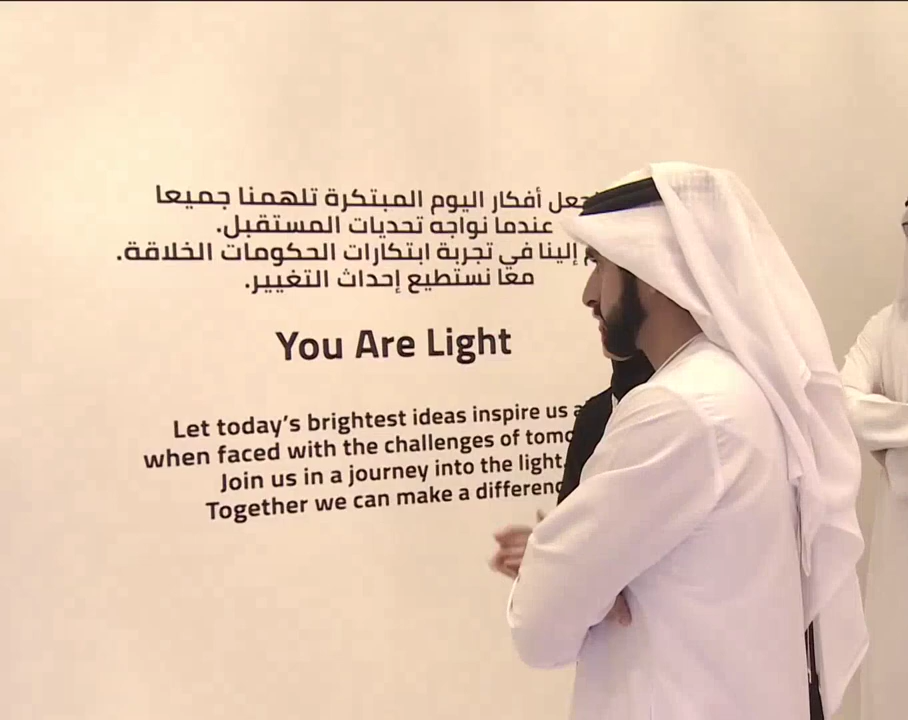 أفكار اليوم المبتكرة تلهمنا جميعا
عندما نواجه تحديات المستقبل.
إلينا في تجربة ابتكارات الحكومات الخلاقة.
معا نستطيع إحداث التغيير.
You Are Light
Let today’s brightest ideas inspire us
when faced with the challenges of
Join us in a journey into the light
Together we can make a